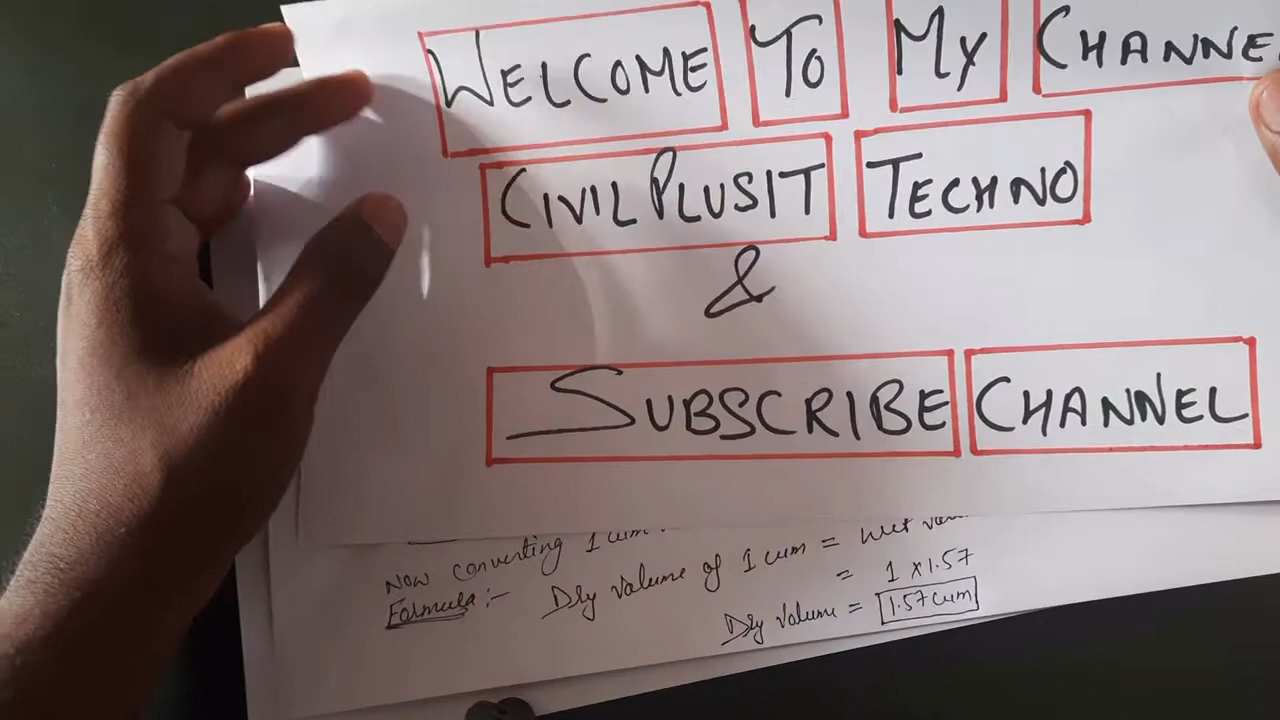 WELCOME TO MY CHANNE
CIVILPLUSIT TECHNO
&
SUBSCRIBE CHANNEL
Now converting 1 cum
Formula:- Dry volume of 1 cum = wet
= 1 x 1.57
Dry volume = 1.57 cum